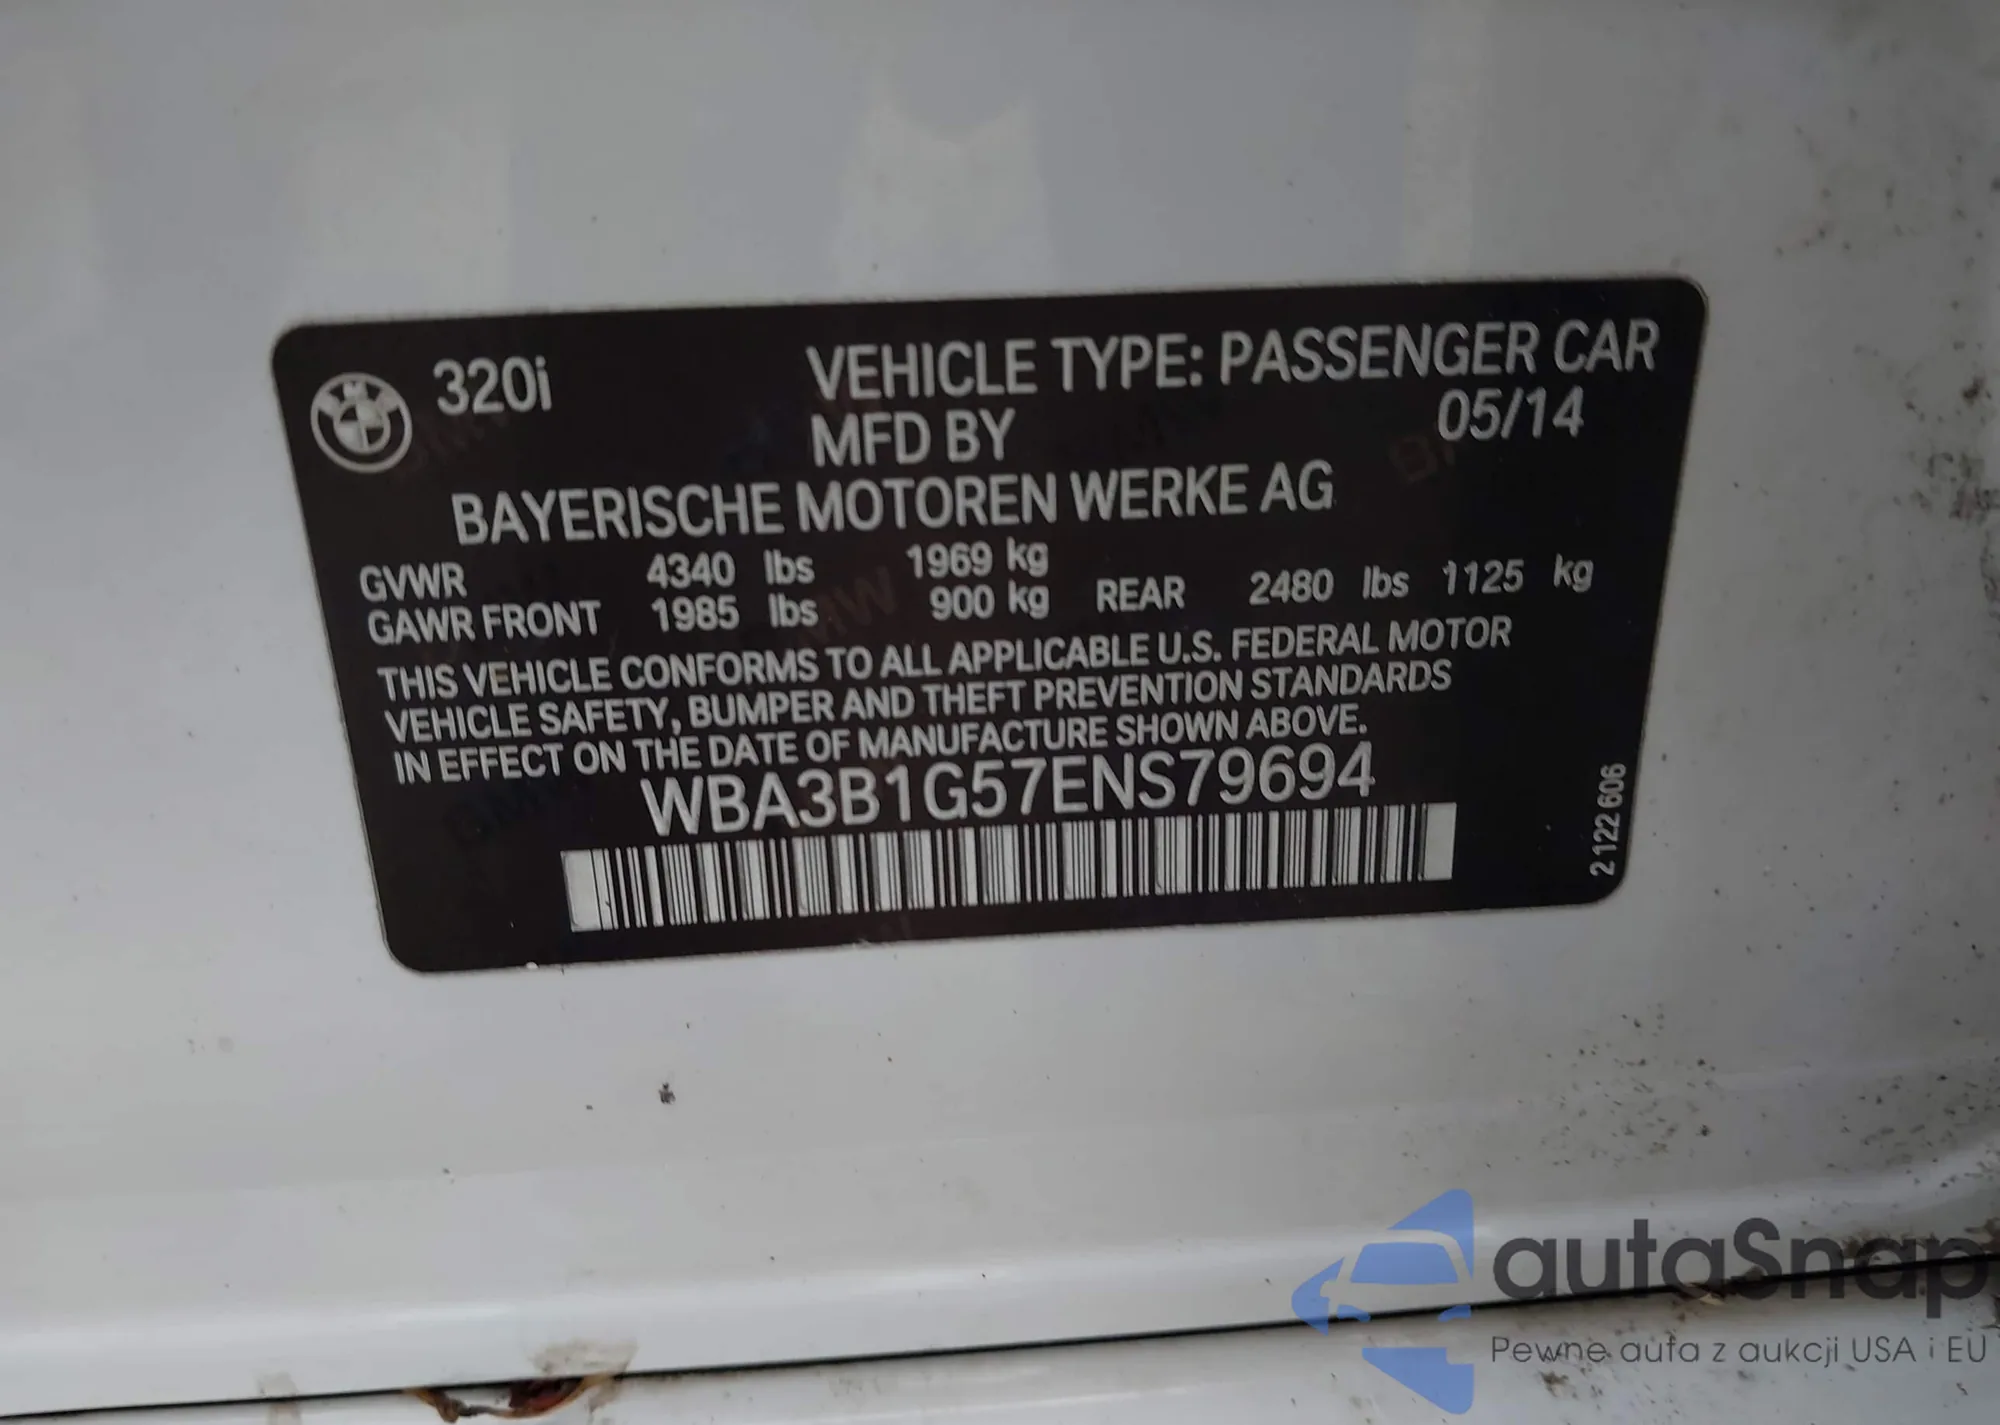 320i
VEHICLE TYPE: PASSENGER CAR
MFD BY 05/14
BAYERISCHE MOTOREN WERKE AG
GVWR 4340 lbs 1969 kg
GAWR FRONT 1985 lbs 900 kg REAR 2480 lbs 1125 kg
THIS VEHICLE CONFORMS TO ALL APPLICABLE U.S. FEDERAL MOTOR
VEHICLE SAFETY, BUMPER AND THEFT PREVENTION STANDARDS
IN EFFECT ON THE DATE OF MANUFACTURE SHOWN ABOVE.
WBA3B1G57ENS79694
2122606
autaSnap
Pewne auta z aukcji USA i EU